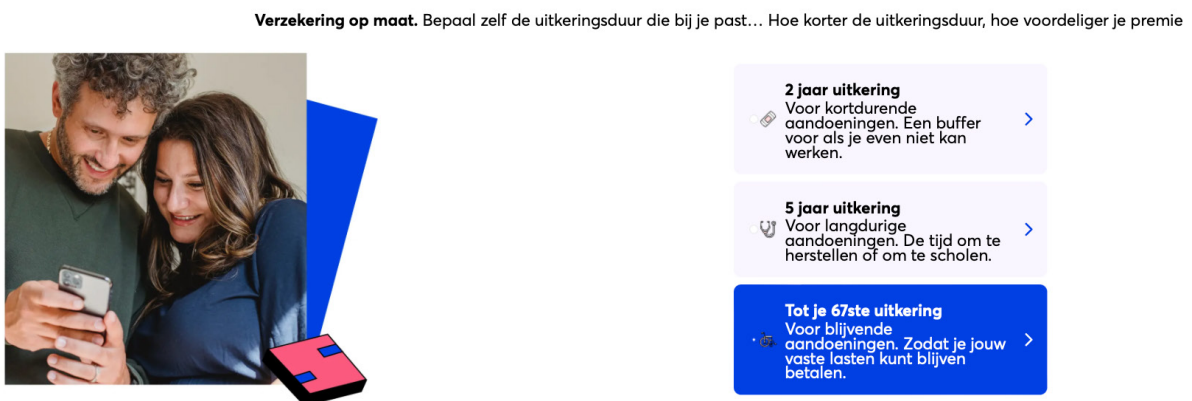 Verzekering op maat. Bepaal zelf de uitkeringsduur die bij je past... Hoe korter de uitkeringsduur, hoe voordeliger je premie
2 jaar uitkering
Voor kortdurende
aandoeningen. Een buffer
voor als je even niet kan
werken.
5 jaar uitkering
Voor langdurige
aandoeningen. De tijd om te
herstellen of om te scholen.
Tot je 67ste uitkering
Voor blijvende
aandoeningen. Zodat je jouw
vaste lasten kunt blijven
betalen.